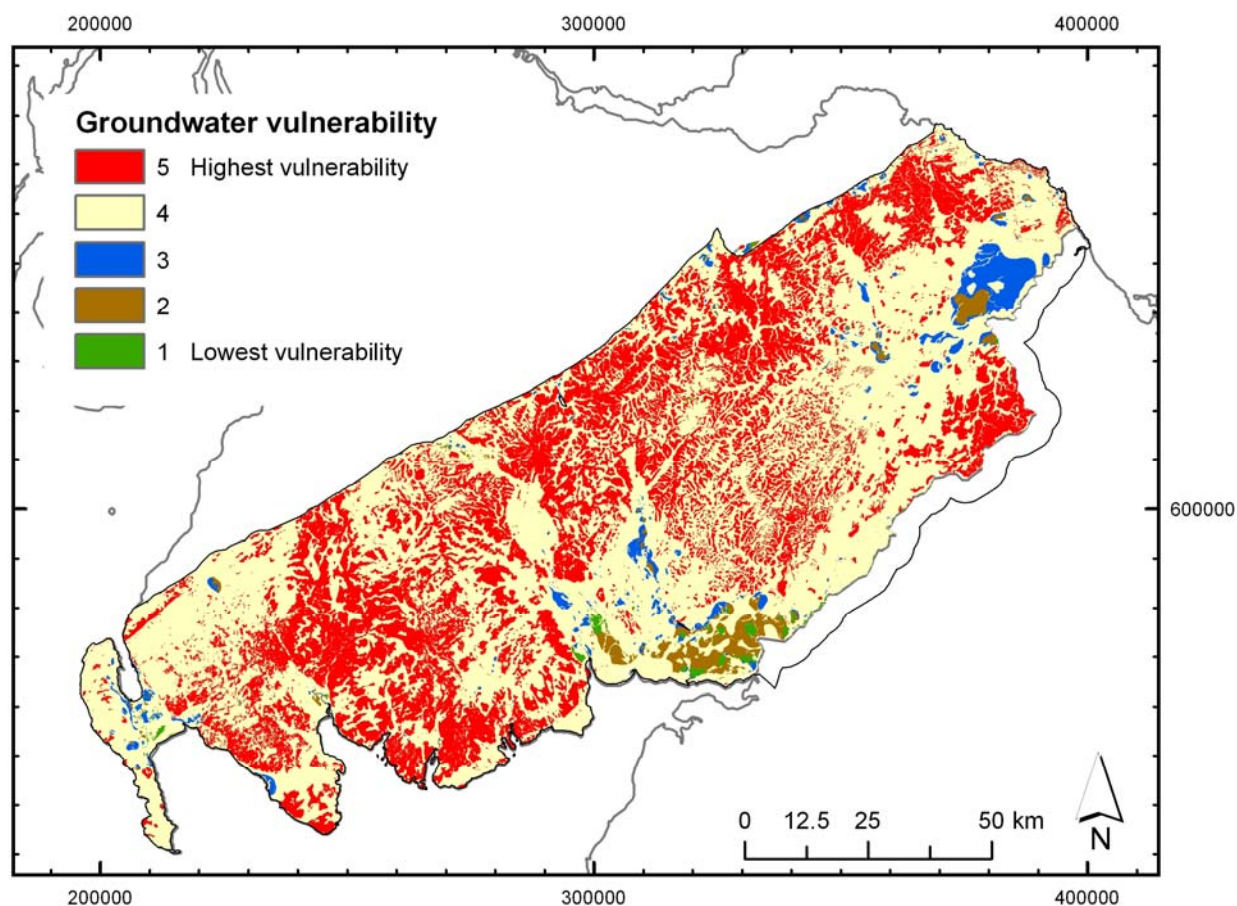 200000 300000 400000
Groundwater vulnerability
5 Highest vulnerability
4
3
2
1 Lowest vulnerability
600000
0 12.5 25 50 km
N
200000 300000 400000